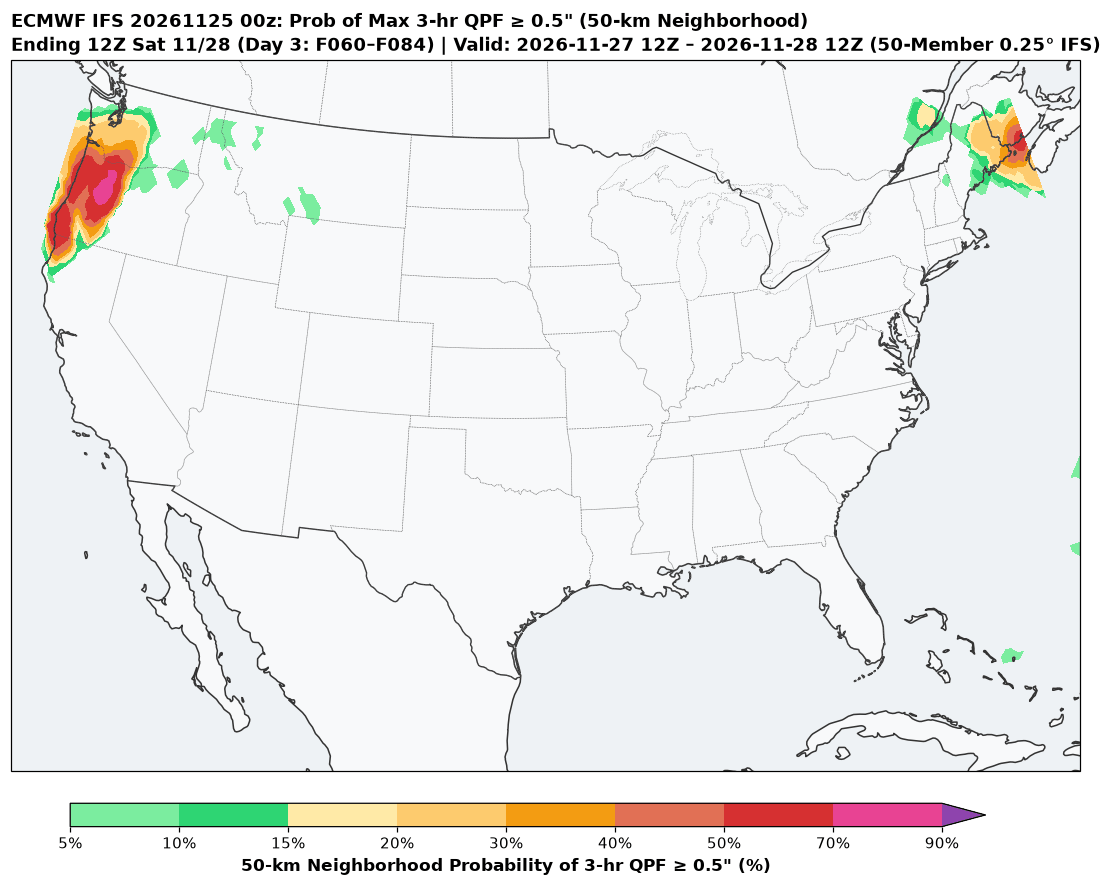 ECMWF IFS 20261125 00z: Prob of Max 3-hr QPF ≥ 0.5" (50-km Neighborhood)
Ending 12Z Sat 11/28 (Day 3: F060–F084) | Valid: 2026-11-27 12Z – 2026-11-28 12Z (50-Member 0.25° IFS)
5% 10% 15% 20% 30% 40% 50% 70% 90%
50-km Neighborhood Probability of 3-hr QPF ≥ 0.5" (%)